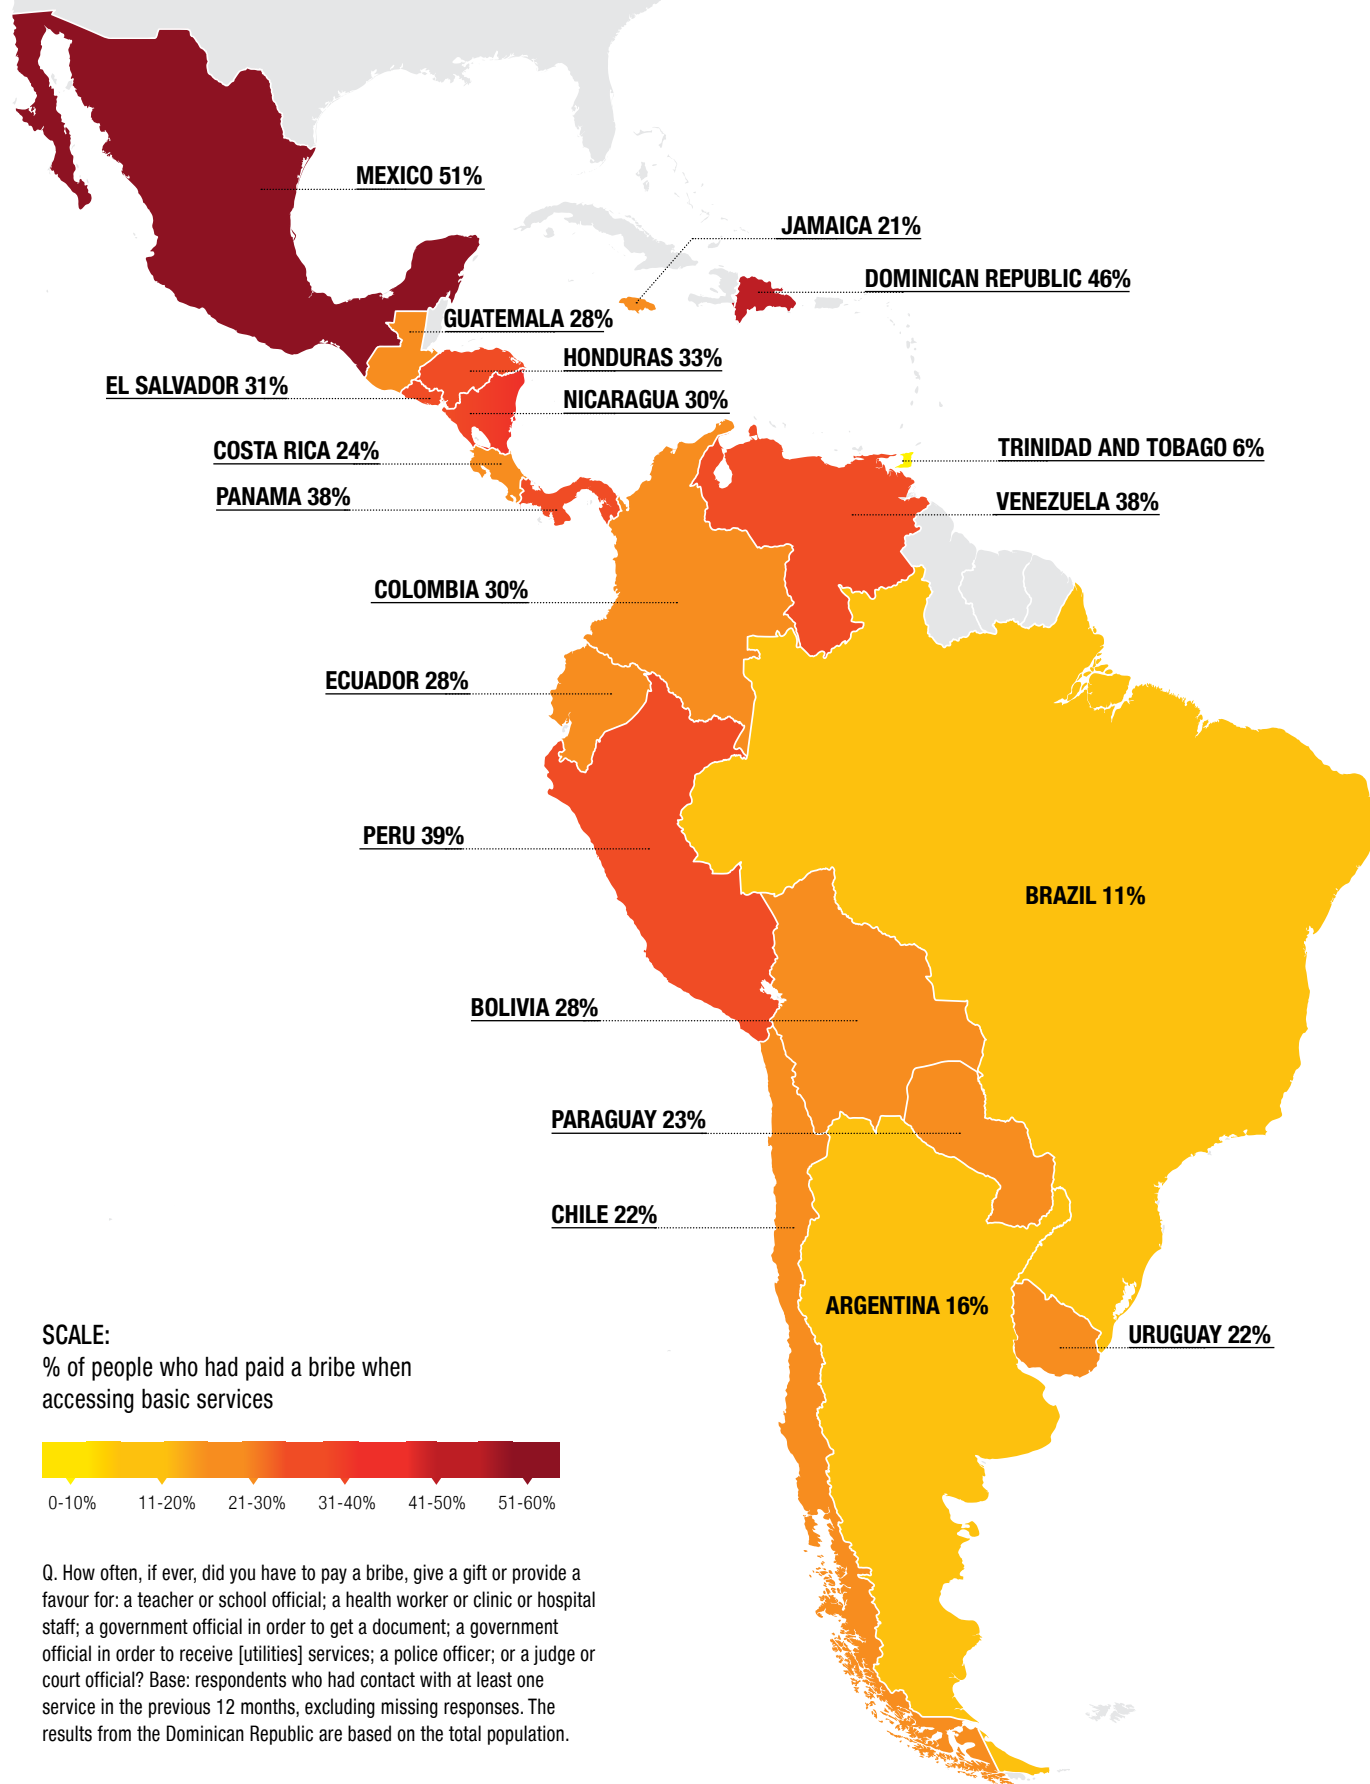 MEXICO 51%
JAMAICA 21%
DOMINICAN REPUBLIC 46%
GUATEMALA 28%
HONDURAS 33%
EL SALVADOR 31%
NICARAGUA 30%
COSTA RICA 24%
TRINIDAD AND TOBAGO 6%
PANAMA 38%
VENEZUELA 38%
COLOMBIA 30%
ECUADOR 28%
PERU 39%
BRAZIL 11%
BOLIVIA 28%
PARAGUAY 23%
CHILE 22%
ARGENTINA 16%
URUGUAY 22%
SCALE:
% of people who had paid a bribe when
accessing basic services
0-10% 11-20% 21-30% 31-40% 41-50% 51-60%
Q. How often, if ever, did you have to pay a bribe, give a gift or provide a
favour for: a teacher or school official; a health worker or clinic or hospital
staff; a government official in order to get a document; a government
official in order to receive [utilities] services; a police officer; or a judge or
court official? Base: respondents who had contact with at least one
service in the previous 12 months, excluding missing responses. The
results from the Dominican Republic are based on the total population.